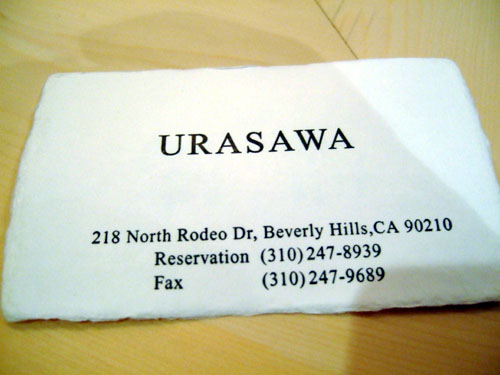 URASAWA
218 North Rodeo Dr, Beverly Hills,CA 90210
Reservation (310)247-8939
Fax (310)247-9689